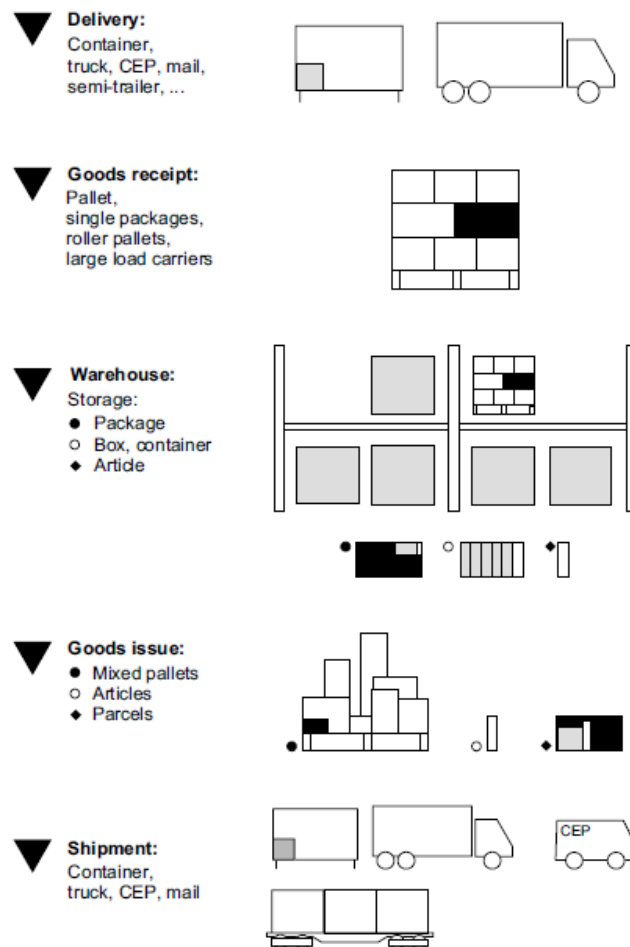 Delivery:
Container,
truck, CEP, mail,
semi-trailer, ...
Goods receipt:
Pallet,
single packages,
roller pallets,
large load carriers
Warehouse:
Storage:
Package
Box, container
Article
Goods issue:
Mixed pallets
Articles
Parcels
Shipment:
Container,
truck, CEP, mail
CEP